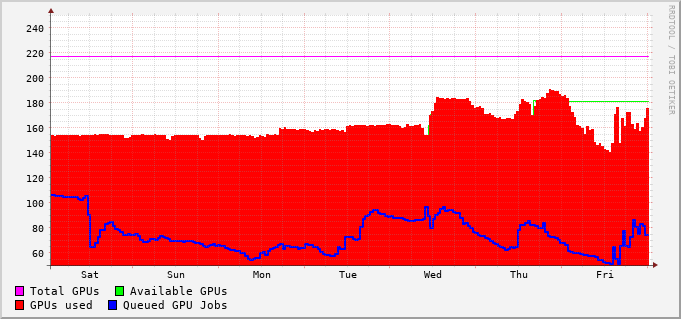 240
220
200
180
160
140
120
100
80
60
Sat Sun Mon Tue Wed Thu Fri
Total GPUs Available GPUs
GPUs used Queued GPU Jobs
RRDTOOL / TOBI OETIKER